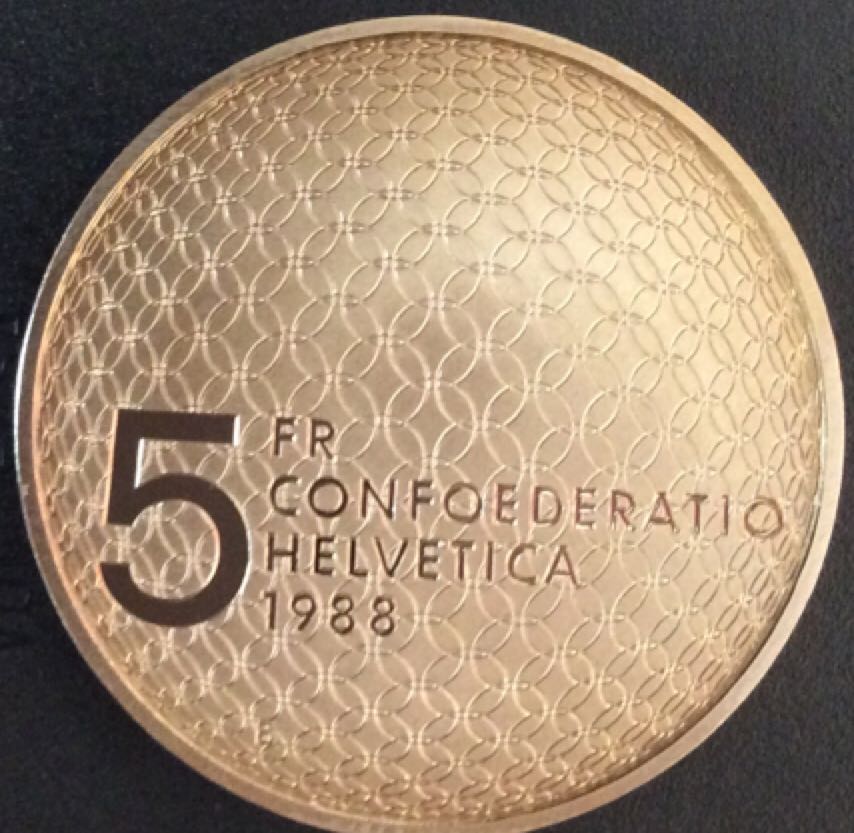 5 FR
CONFOEDERATIO
HELVETICA
1988